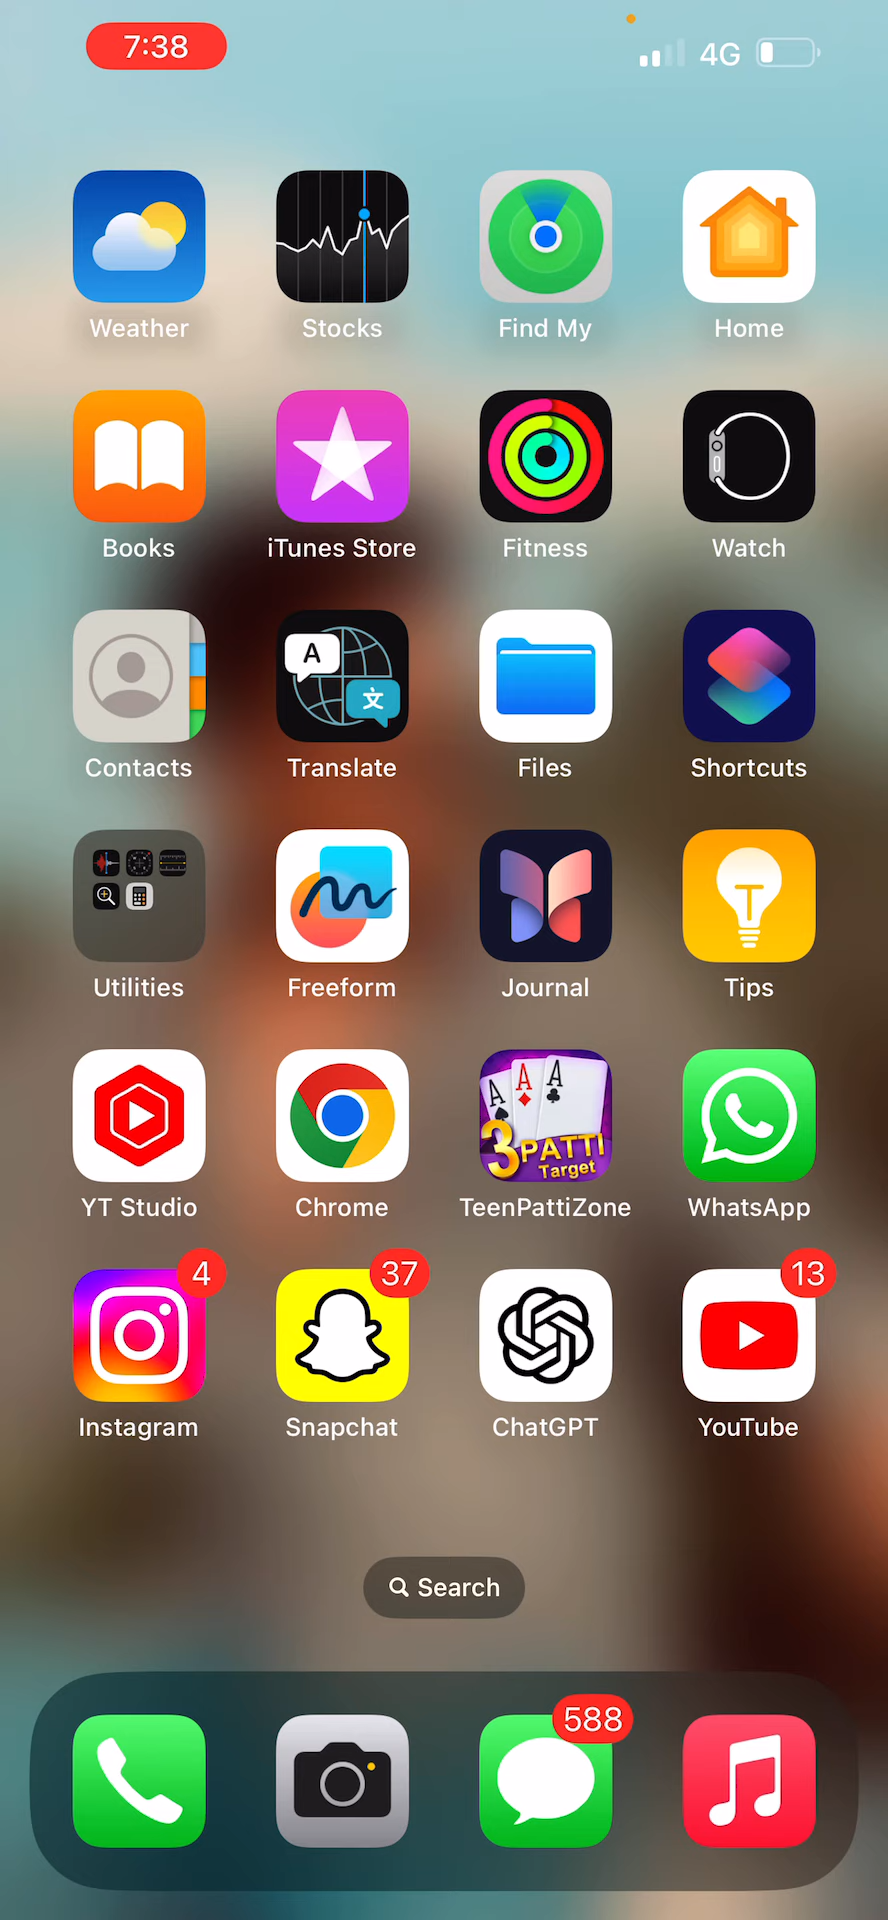 7:38
4G
Weather
Stocks
Find My
Home
Books
iTunes Store
Fitness
Watch
A
文
Contacts
Translate
Files
Shortcuts
Utilities
Freeform
Journal
Tips
A A A
3 PATTI
Target
YT Studio
Chrome
TeenPattiZone
WhatsApp
4
37
13
Instagram
Snapchat
ChatGPT
YouTube
Search
588